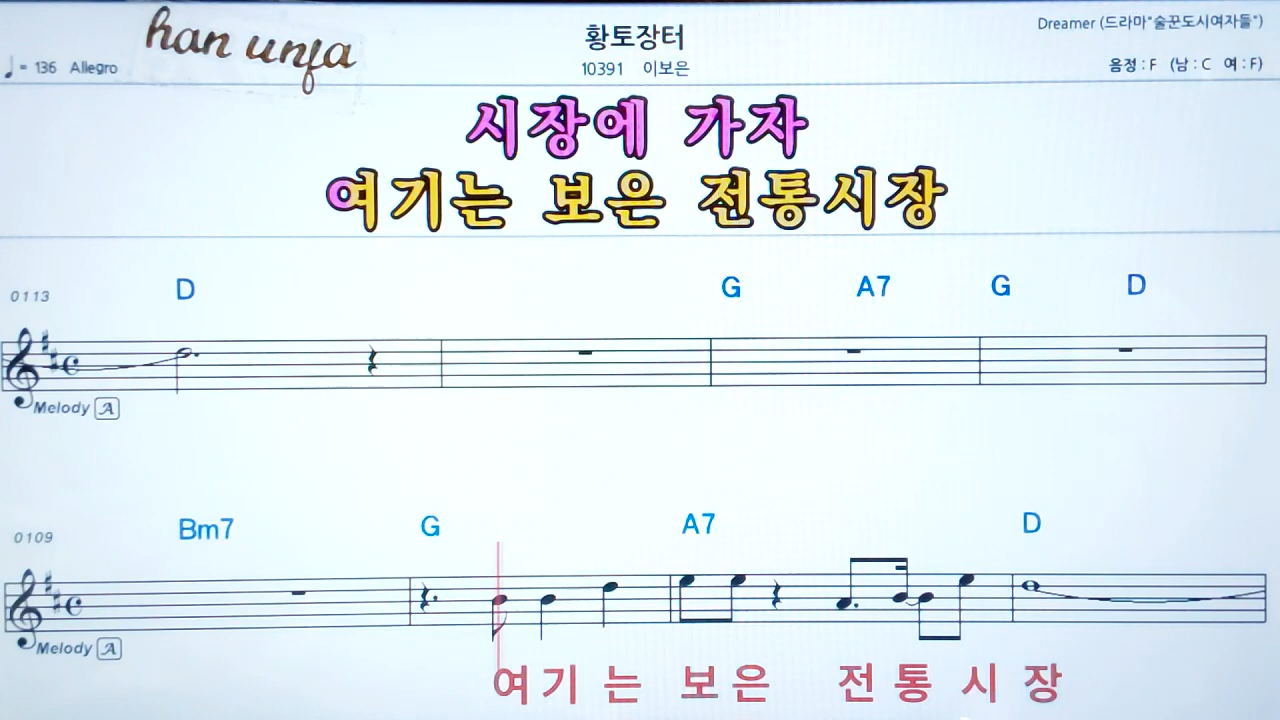 han unfa
황토장터
Dreamer (드라마"술꾼도시여자들")
♩ = 136 Allegro
10391 이보은
음정 : F (남 : C 여 : F)
시장에 가자
여기는 보은 전통시장
0113
D G A7 G D
Melody A
0109
Bm7 G A7 D
Melody A
여기 는 보은 전통 시 장